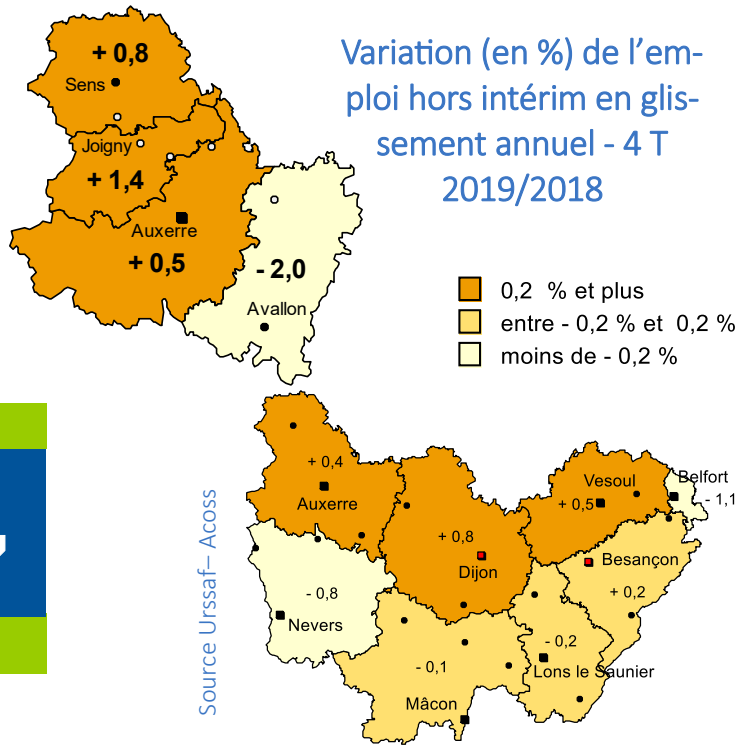 Variation (en %) de l'em-
ploi hors intérim en glis-
sement annuel - 4 T
2019/2018
+ 0,8
Sens
Joigny
+ 1,4
Auxerre
+ 0,5
- 2,0
Avallon
0,2 % et plus
entre - 0,2 % et 0,2 %
moins de - 0,2 %
Source Urssaf– Acoss
+ 0,4
Auxerre
+ 0,8
Dijon
Vesoul
+ 0,5
Belfort
- 1,1
Besançon
+ 0,2
- 0,8
Nevers
- 0,1
Mâcon
- 0,2
Lons le Saunier